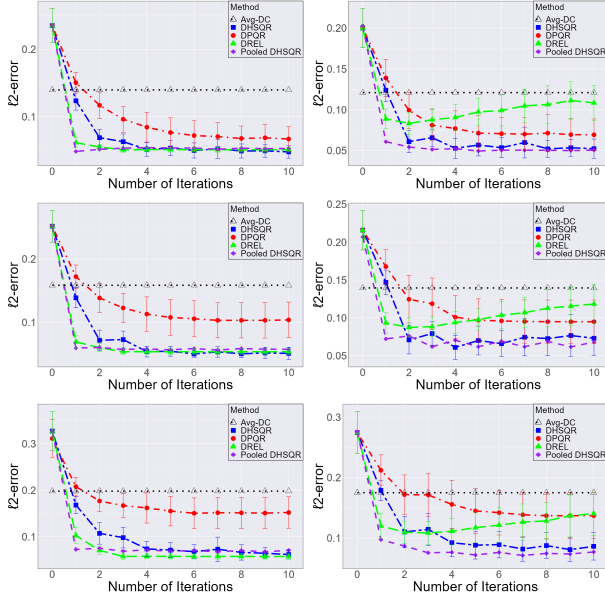 Method
Avg-DC
DHSQR
DPQR
DREL
Pooled DHSQR
ℓ2-error
0.2
0.1
0 2 4 6 8 10
Number of Iterations
Method
Avg-DC
DHSQR
DPQR
DREL
Pooled DHSQR
ℓ2-error
0.20
0.15
0.10
0.05
0 2 4 6 8 10
Number of Iterations
Method
Avg-DC
DHSQR
DPQR
DREL
Pooled DHSQR
ℓ2-error
0.2
0.1
0 2 4 6 8 10
Number of Iterations
Method
Avg-DC
DHSQR
DPQR
DREL
Pooled DHSQR
ℓ2-error
0.25
0.20
0.15
0.10
0.05
0 2 4 6 8 10
Number of Iterations
Method
Avg-DC
DHSQR
DPQR
DREL
Pooled DHSQR
ℓ2-error
0.3
0.2
0.1
0 2 4 6 8 10
Number of Iterations
Method
Avg-DC
DHSQR
DPQR
DREL
Pooled DHSQR
ℓ2-error
0.3
0.2
0.1
0 2 4 6 8 10
Number of Iterations